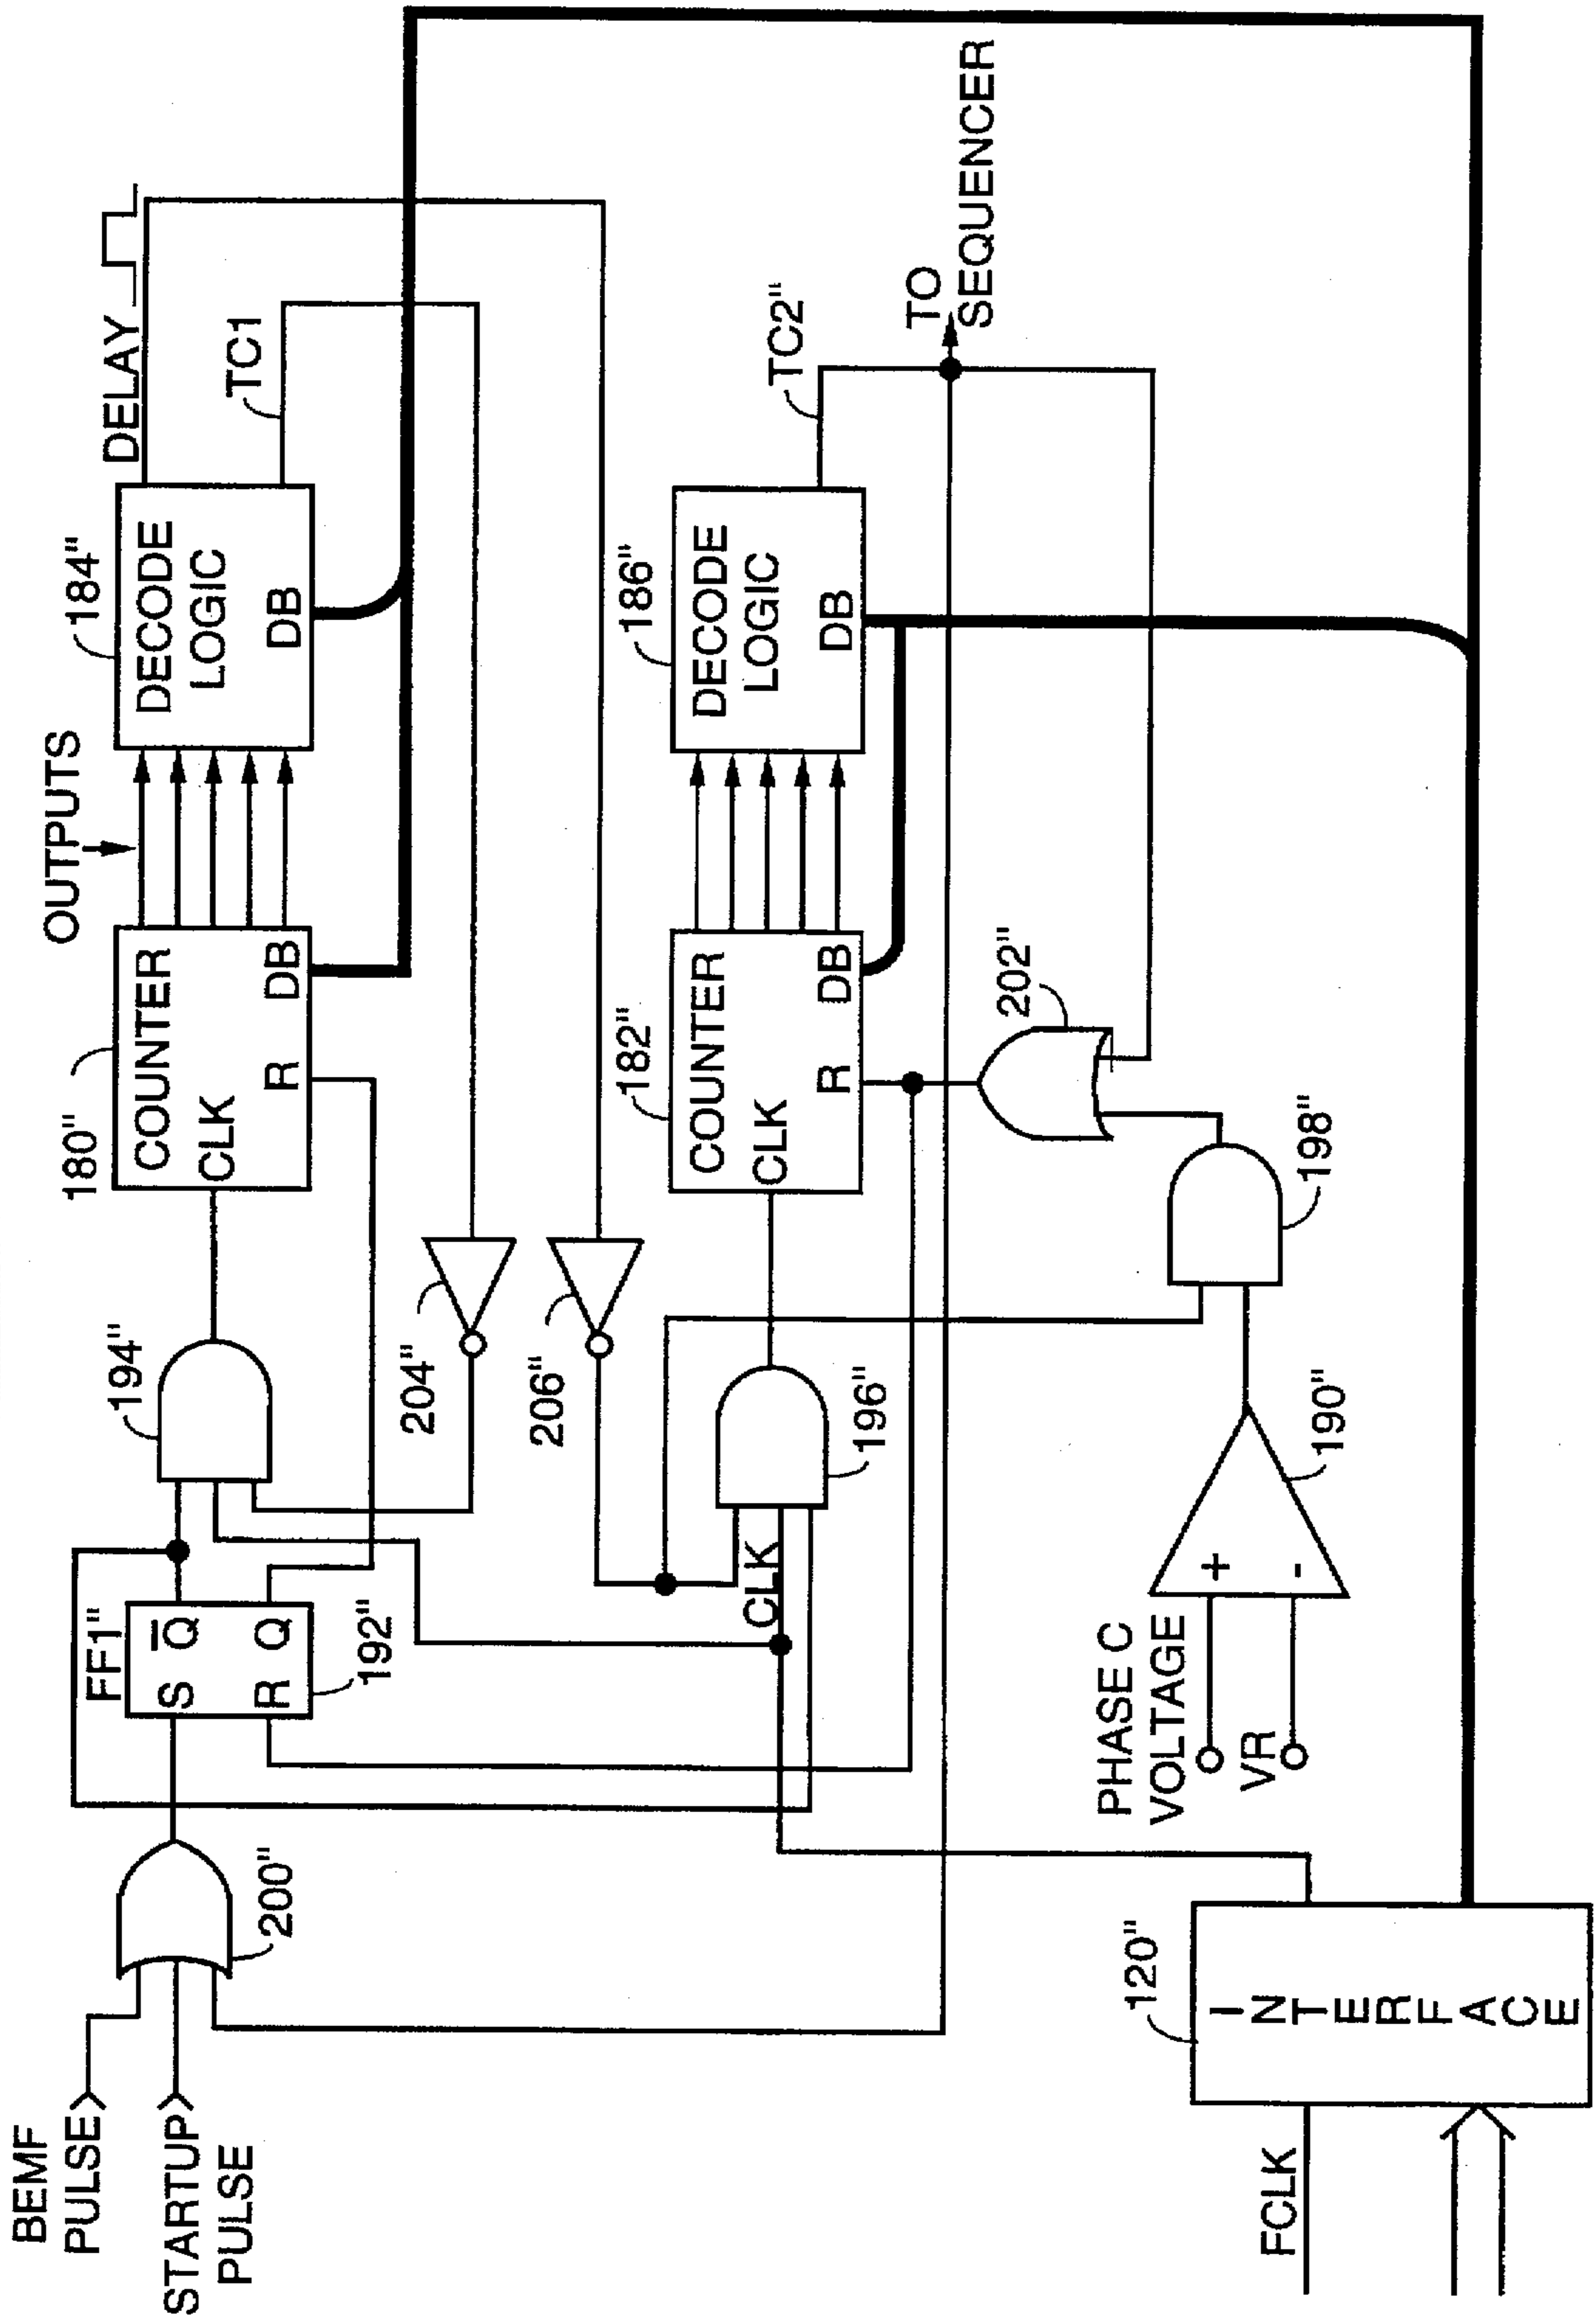 BEMF
PULSE
STARTUP
PULSE
200"
FF1"
S
Q
R
Q
192"
194"
180"
COUNTER
CLK
R
DB
OUTPUTS
184"
DECODE
LOGIC
DB
DELAY
TC1
204"
206"
CLK
196"
182"
COUNTER
CLK
R
DB
186"
DECODE
LOGIC
DB
TC2"
TO
SEQUENCER
202"
198"
PHASE C
VOLTAGE
VR
+
-
190"
120"
INTERFACE
FCLK